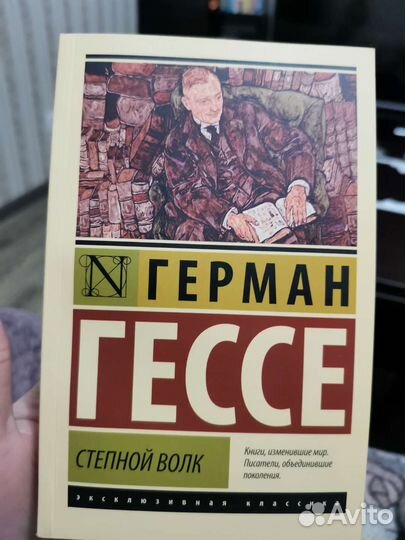 N
ГЕРМАН
ГЕССЕ
СТЕПНОЙ ВОЛК
Книги, изменившие мир.
Писатели, объединившие
поколения.
эксклюзивная классика
Avito